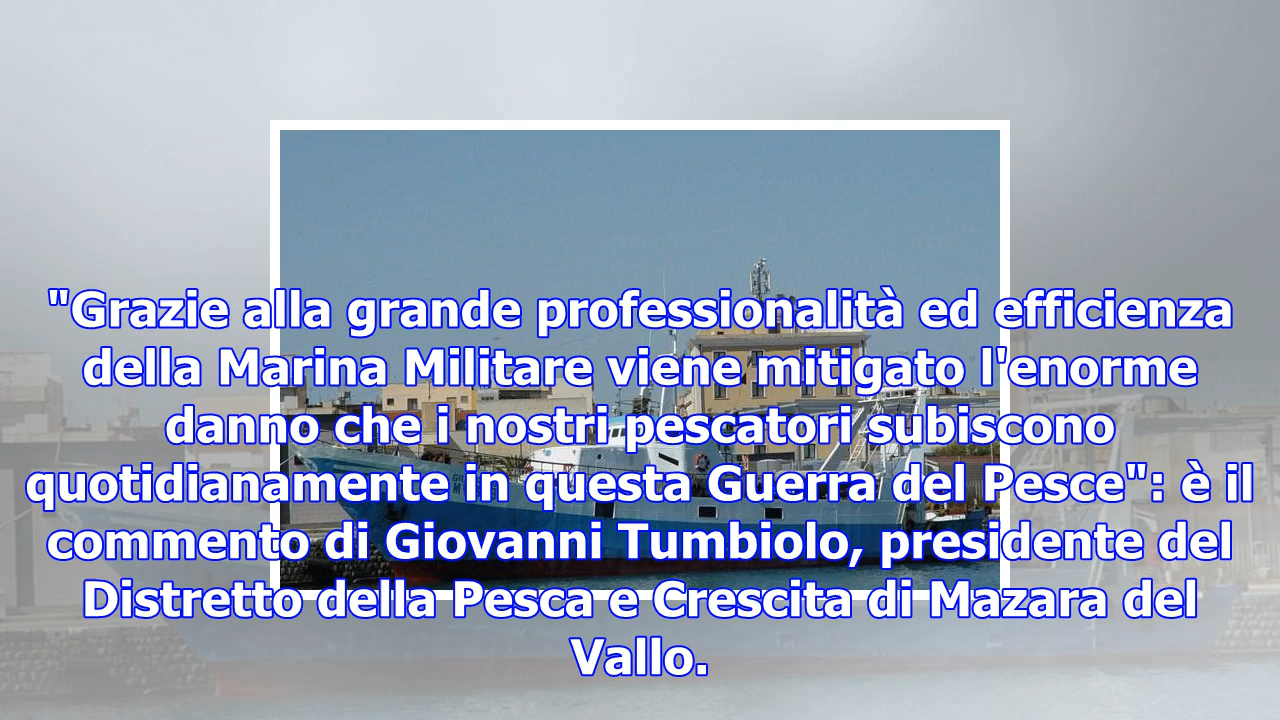 "Grazie alla grande professionalità ed efficienza
della Marina Militare viene mitigato l'enorme
danno che i nostri pescatori subiscono
quotidianamente in questa Guerra del Pesce": è il
commento di Giovanni Tumbiolo, presidente del
Distretto della Pesca e Crescita di Mazara del
Vallo.